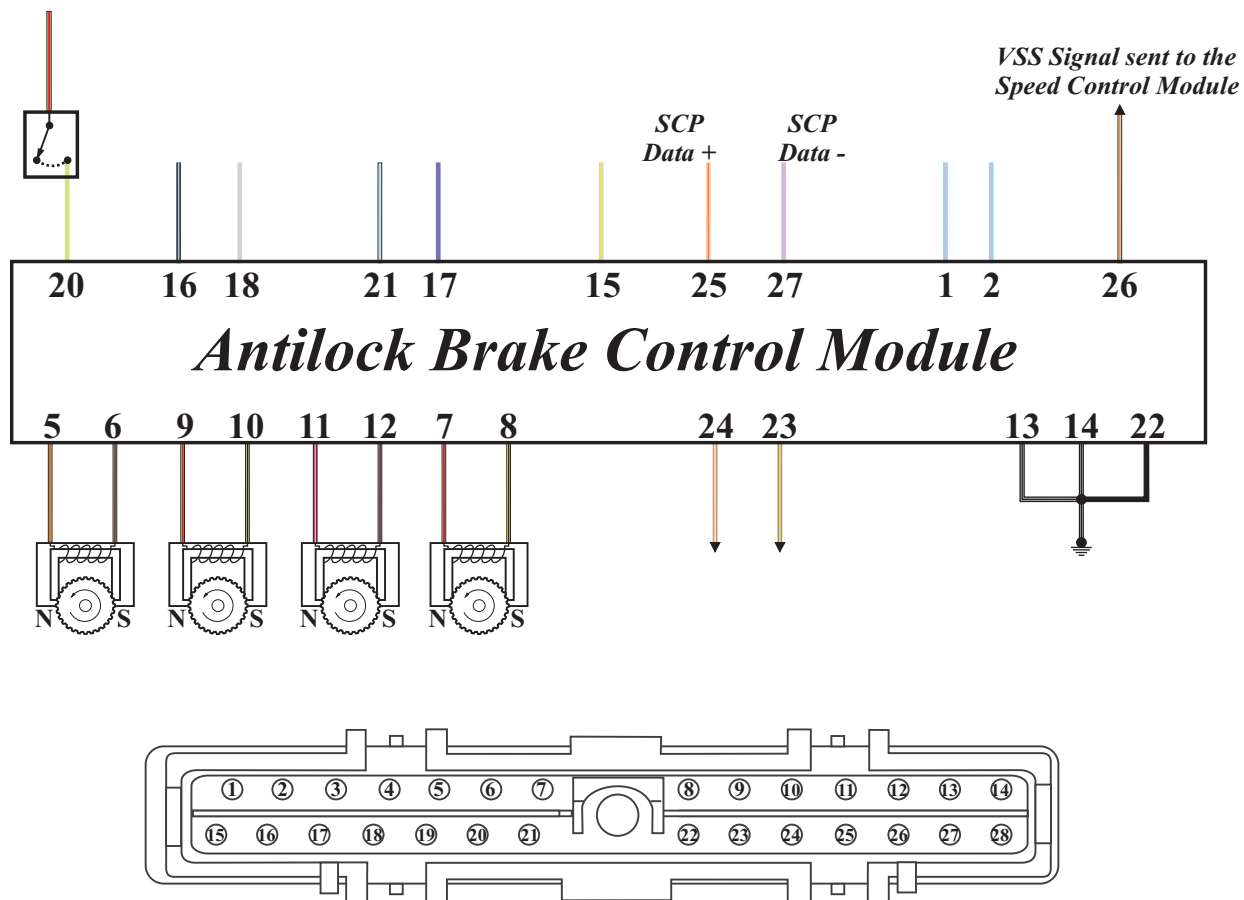 VSS Signal sent to the
Speed Control Module
SCP
Data +
SCP
Data -
20 16 18 21 17 15 25 27 1 2 26
Antilock Brake Control Module
5 6 9 10 11 12 7 8 24 23 13 14 22
N S N S N S N S
1 2 3 4 5 6 7 8 9 10 11 12 13 14
15 16 17 18 19 20 21 22 23 24 25 26 27 28